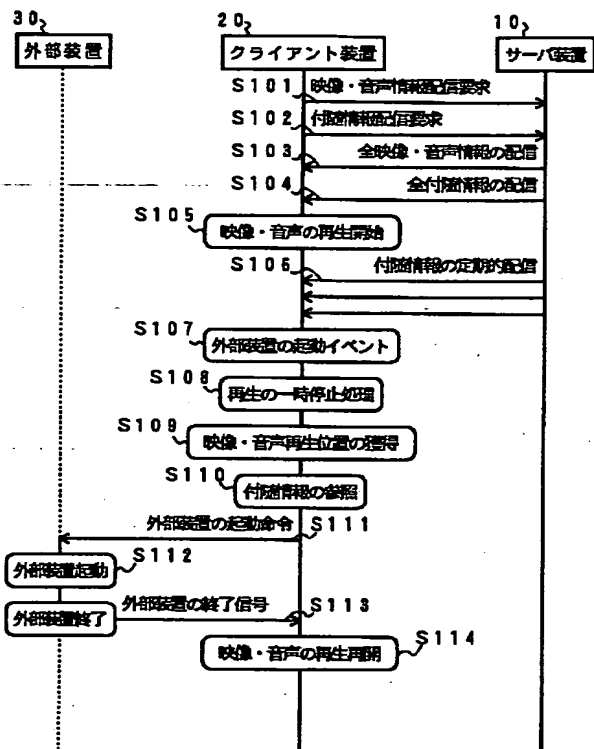 30 20 10
外部装置 クライアント装置 サーバ装置
S101 映像・音声情報配信要求
S102 付随情報配信要求
S103 全映像・音声情報の配信
S104 全付随情報の配信
S105
映像・音声の再生開始
S106 付随情報の定期的配信
S107
外部装置の起動イベント
S108
再生の一時停止処理
S109
映像・音声再生位置の獲得
S110
付随情報の参照
外部装置の起動命令 S111
外部装置起動 S112
外部装置終了 外部装置の終了信号 S113
映像・音声の再生再開 S114